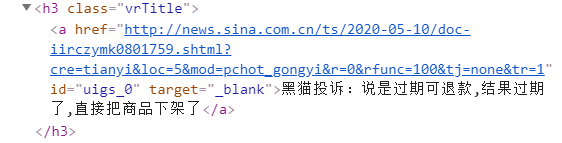 ▼<h3 class="vrTitle">
<a href="http://news.sina.com.cn/ts/2020-05-10/doc-
iirczymk0801759.shtml?
cre=tianyi&loc=5&mod=pchot_gongyi&r=0&rfunc=100&tj=none&tr=1"
id="uigs_0" target="_blank">黑猫投诉：说是过期可退款,结果过期
了,直接把商品下架了</a>
</h3>